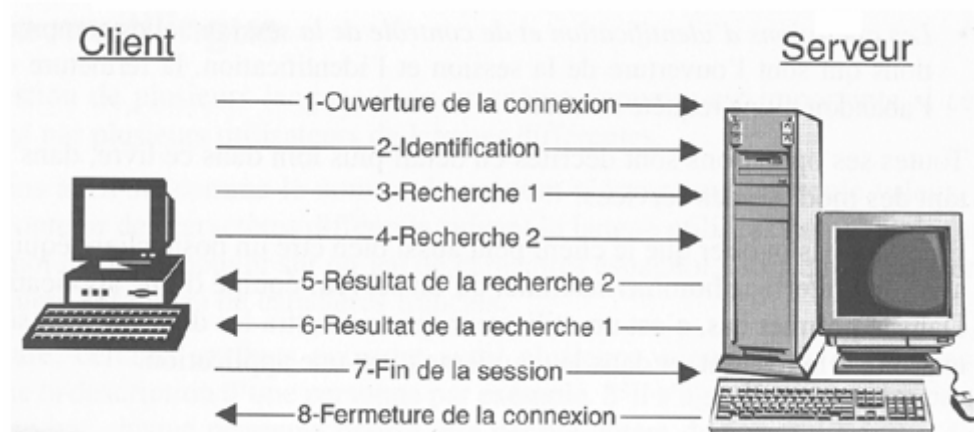 Client
Serveur
1-Ouverture de la connexion
2-Identification
3-Recherche 1
4-Recherche 2
5-Résultat de la recherche 2
6-Résultat de la recherche 1
7-Fin de la session
8-Fermeture de la connexion